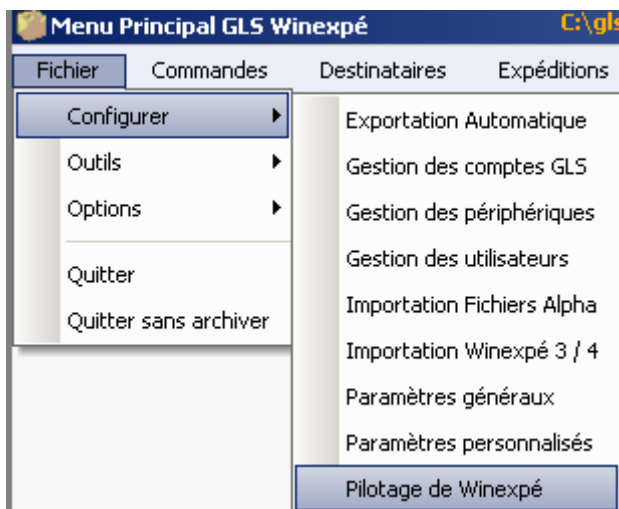 Menu Principal GLS Winexpé C:\gls
Fichier Commandes Destinataires Expéditions
Configurer
Outils
Options
Quitter
Quitter sans archiver
Exportation Automatique
Gestion des comptes GLS
Gestion des périphériques
Gestion des utilisateurs
Importation Fichiers Alpha
Importation Winexpé 3 / 4
Paramètres généraux
Paramètres personnalisés
Pilotage de Winexpé